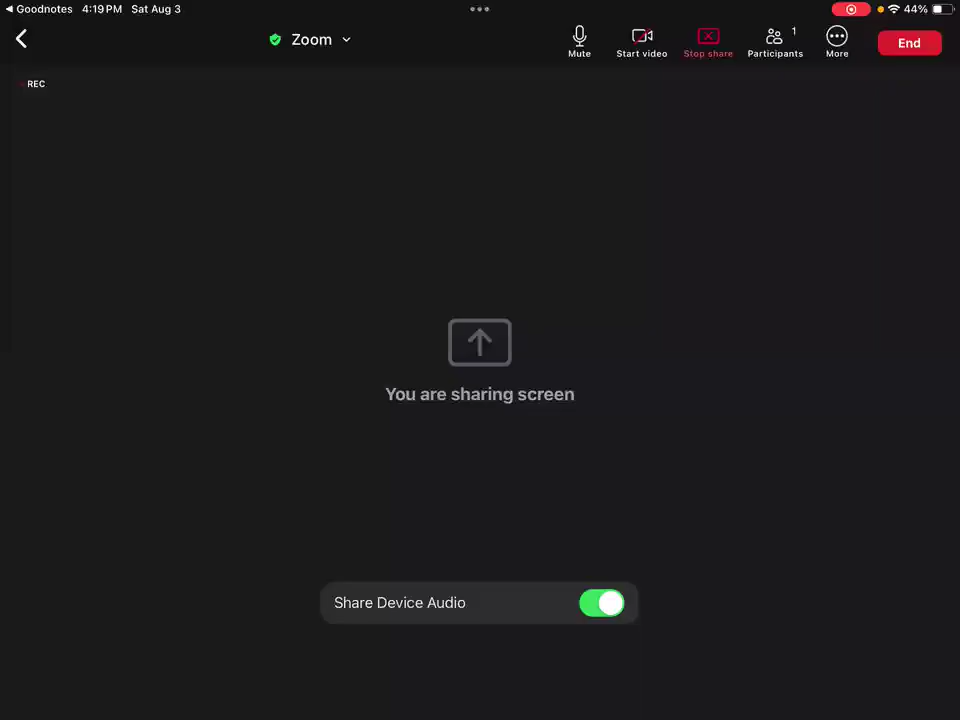 Goodnotes 4:19 PM Sat Aug 3
44%
Zoom
1
Mute Start video Stop share Participants More
End
REC
You are sharing screen
Share Device Audio